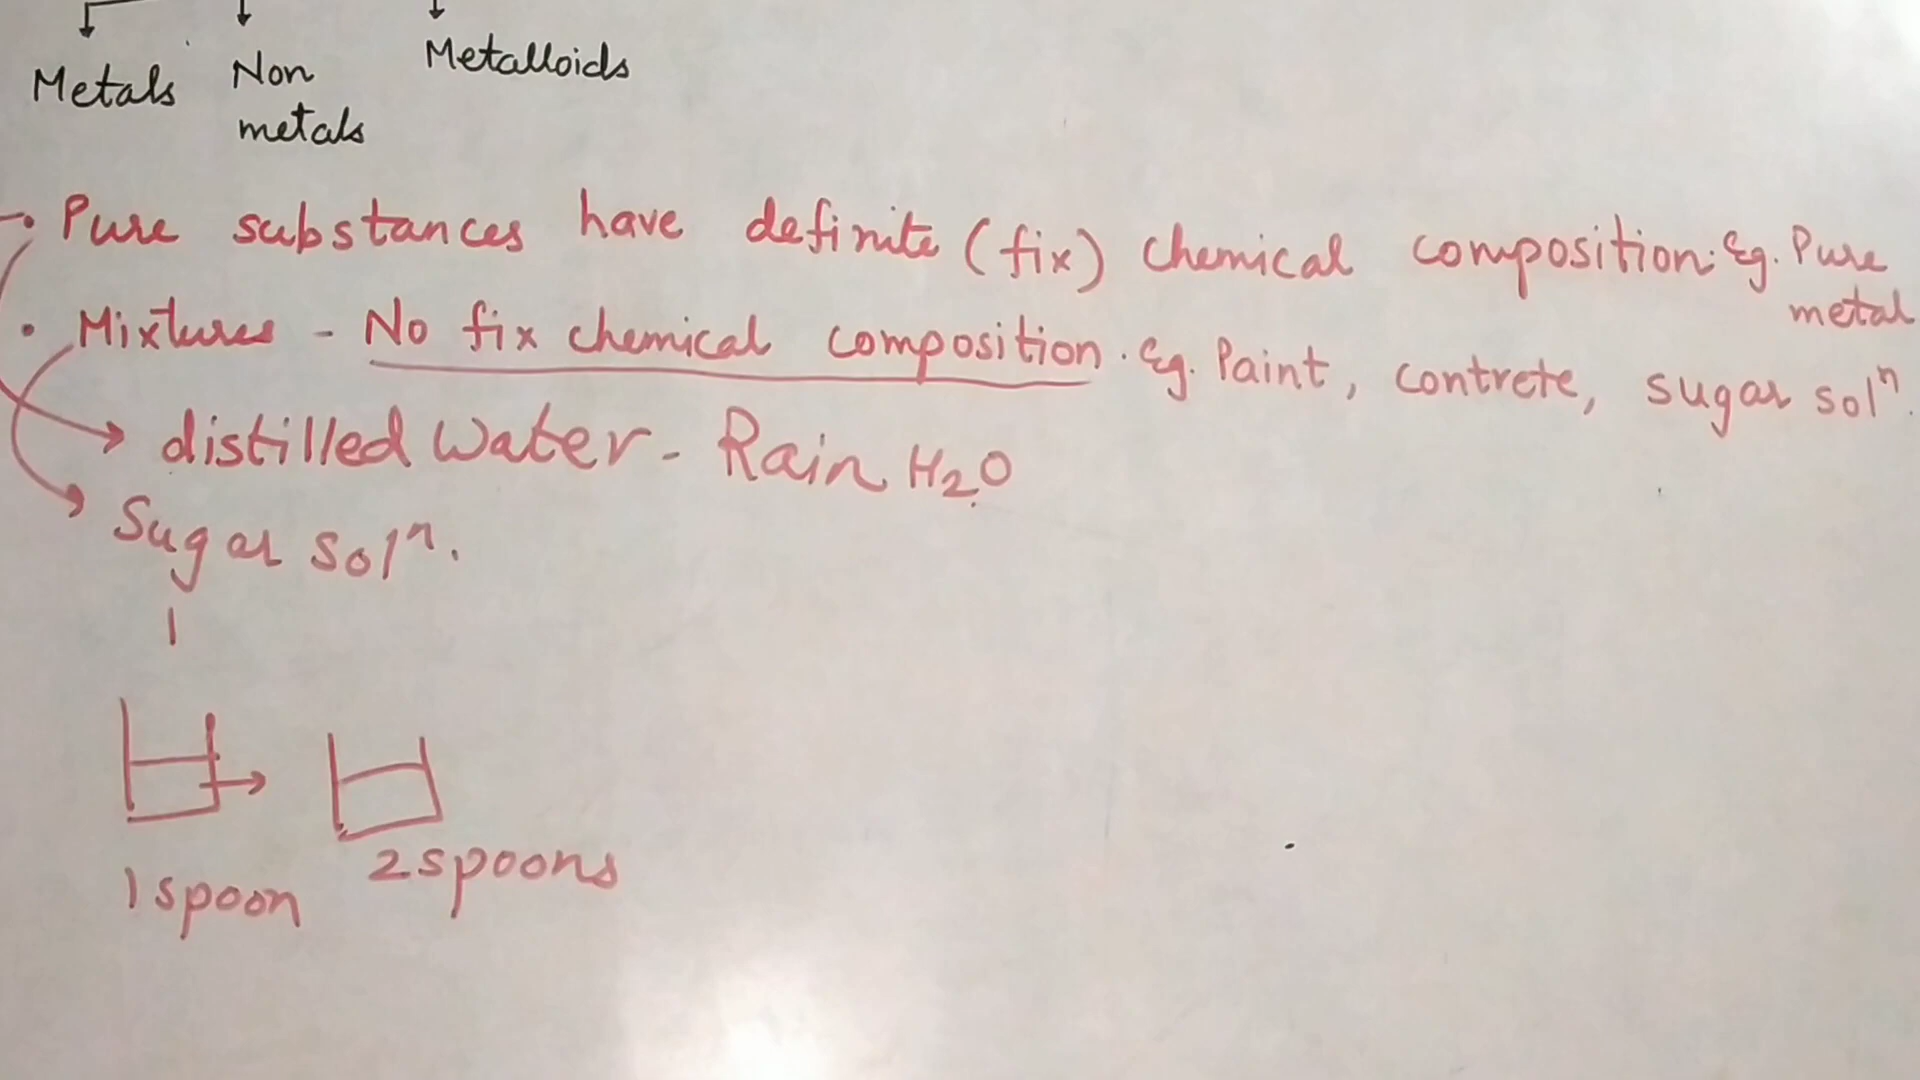 Metals Non metals Metalloids
• Pure substances have definite (fix) chemical composition. Eg. Pure metal
• Mixtures - No fix chemical composition. Eg. Paint, contrete, sugar solⁿ.
distilled water - Rain H₂O
Sugar solⁿ.
1 spoon 2 spoons